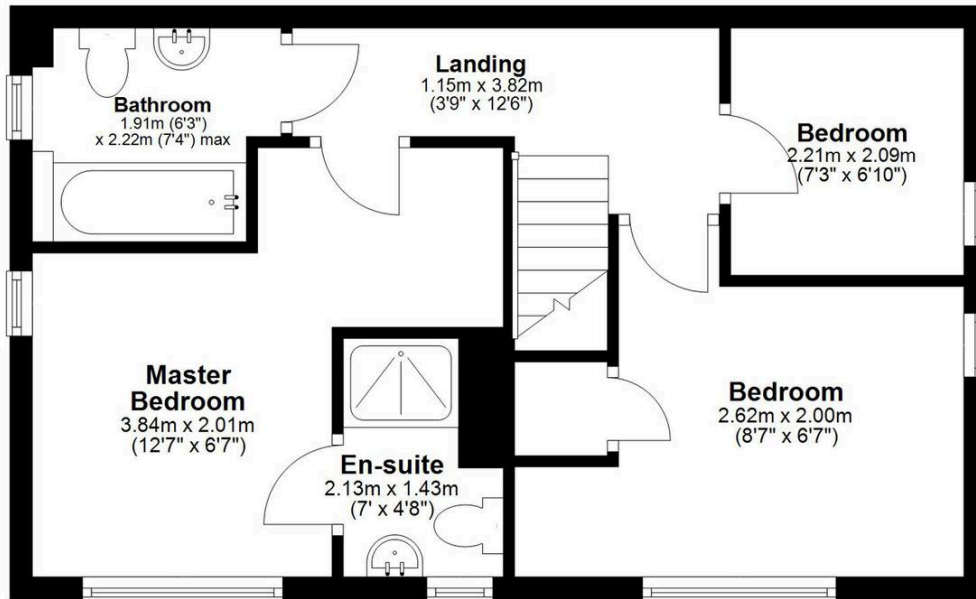 Landing
1.15m x 3.82m
(3'9" x 12'6")
Bathroom
1.91m (6'3")
x 2.22m (7'4") max
Bedroom
2.21m x 2.09m
(7'3" x 6'10")
Master
Bedroom
3.84m x 2.01m
(12'7" x 6'7")
En-suite
2.13m x 1.43m
(7' x 4'8")
Bedroom
2.62m x 2.00m
(8'7" x 6'7")